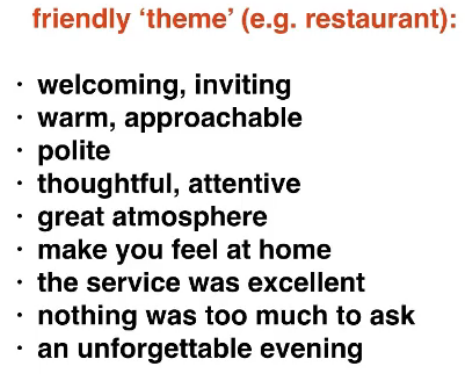 friendly ‘theme’ (e.g. restaurant):
· welcoming, inviting
· warm, approachable
· polite
· thoughtful, attentive
· great atmosphere
· make you feel at home
· the service was excellent
· nothing was too much to ask
· an unforgettable evening